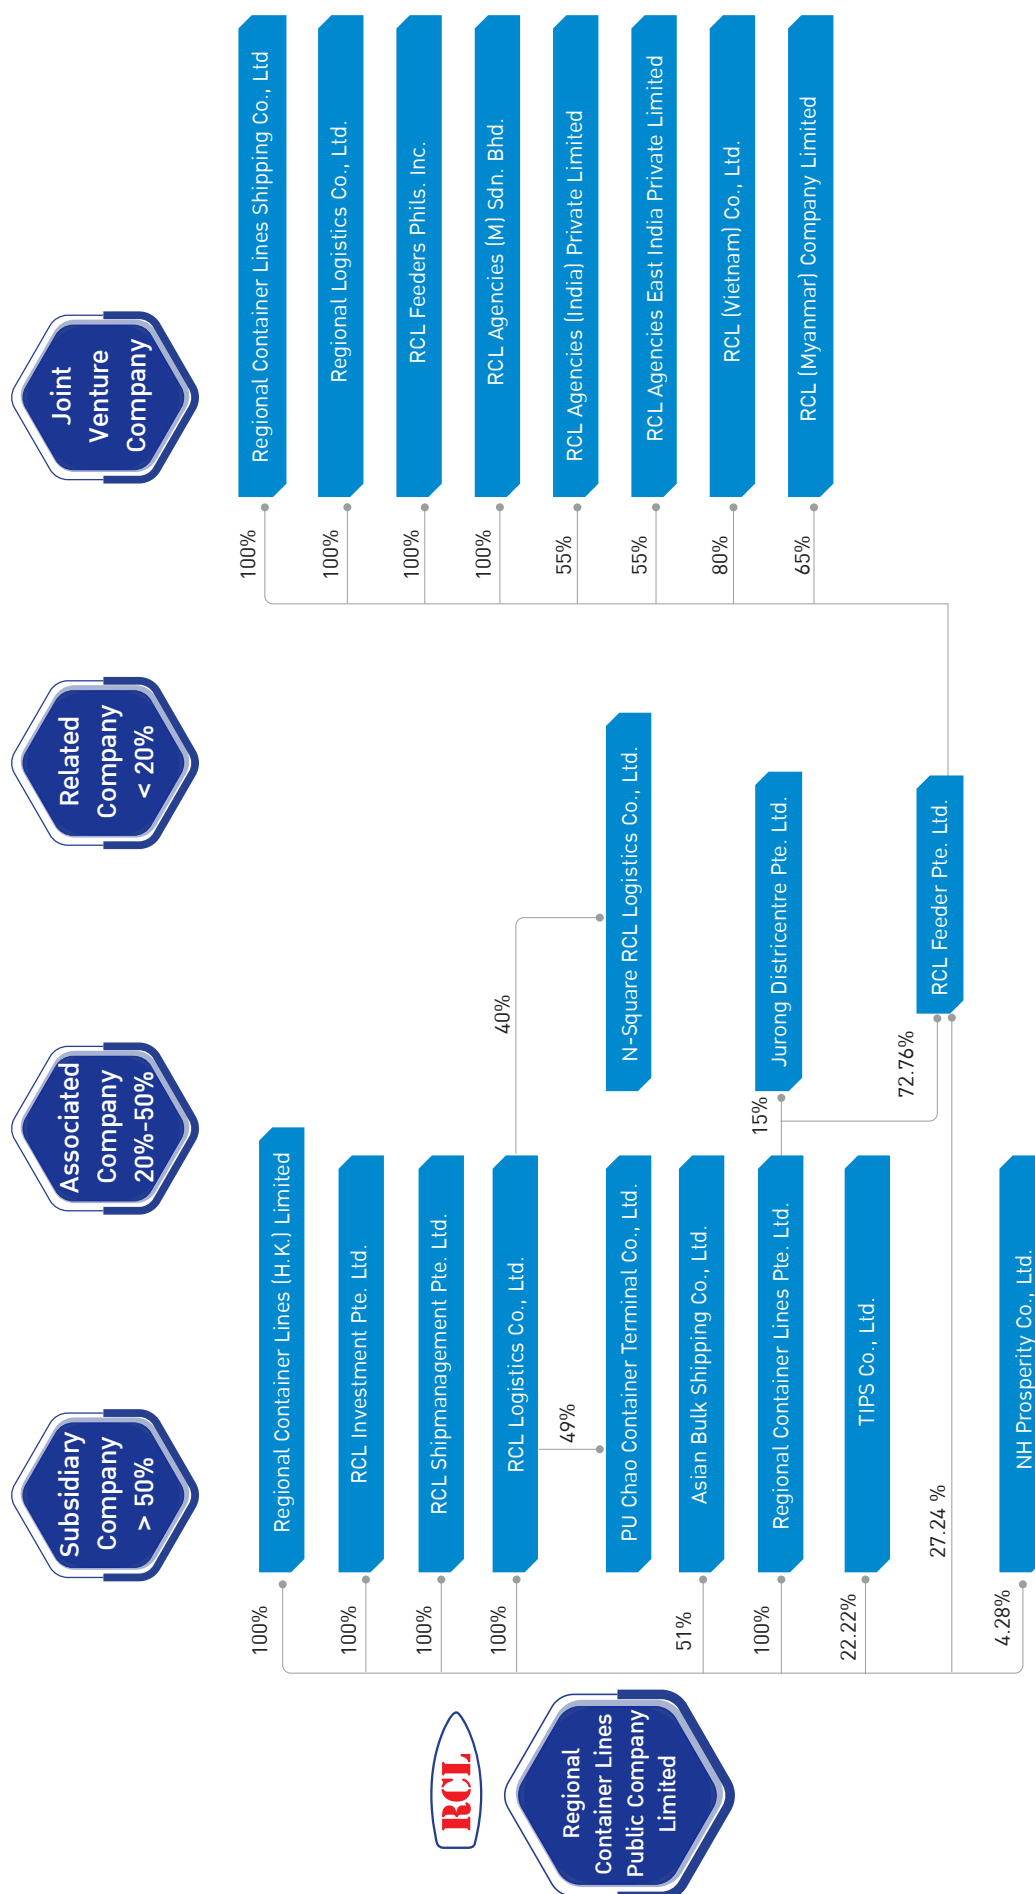 RCL
Regional
Container Lines
Public Company
Limited
Subsidiary
Company
> 50%
Associated
Company
20%-50%
Related
Company
< 20%
Joint
Venture
Company
100%
Regional Container Lines (H.K.) Limited
100%
RCL Investment Pte. Ltd.
100%
RCL Shipmanagement Pte. Ltd.
100%
RCL Logistics Co., Ltd.
40%
N-Square RCL Logistics Co., Ltd.
49%
PU Chao Container Terminal Co., Ltd.
51%
Asian Bulk Shipping Co., Ltd.
100%
Regional Container Lines Pte. Ltd.
15%
Jurong Districentre Pte. Ltd.
22.22%
TIPS Co., Ltd.
72.76%
27.24 %
RCL Feeder Pte. Ltd.
4.28%
NH Prosperity Co., Ltd.
100%
Regional Container Lines Shipping Co., Ltd
100%
Regional Logistics Co., Ltd.
100%
RCL Feeders Phils. Inc.
100%
RCL Agencies (M) Sdn. Bhd.
55%
RCL Agencies (India) Private Limited
55%
RCL Agencies East India Private Limited
80%
RCL (Vietnam) Co., Ltd.
65%
RCL (Myanmar) Company Limited